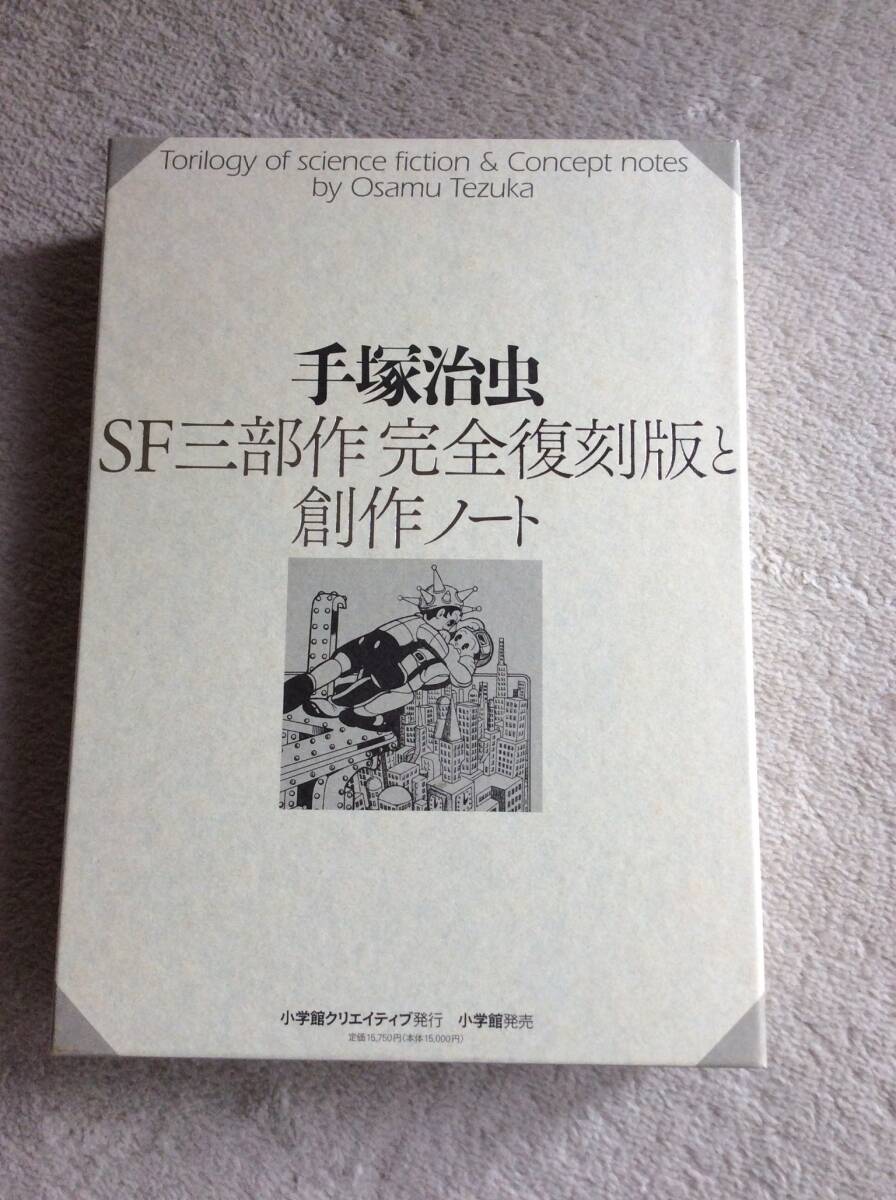 Torilogy of science fiction & Concept notes
by Osamu Tezuka
手塚治虫
SF三部作 完全復刻版と
創作ノート
小学館クリエイティブ発行　小学館発売
定価15,750円(本体15,000円)